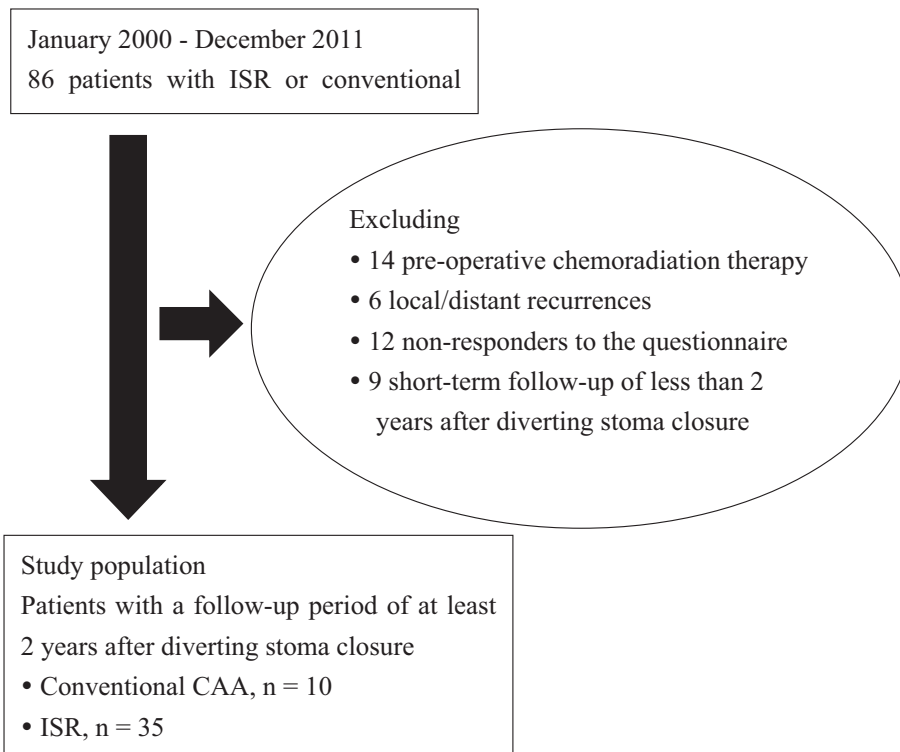 January 2000 - December 2011
86 patients with ISR or conventional
Excluding
• 14 pre-operative chemoradiation therapy
• 6 local/distant recurrences
• 12 non-responders to the questionnaire
• 9 short-term follow-up of less than 2
years after diverting stoma closure
Study population
Patients with a follow-up period of at least
2 years after diverting stoma closure
• Conventional CAA, n = 10
• ISR, n = 35